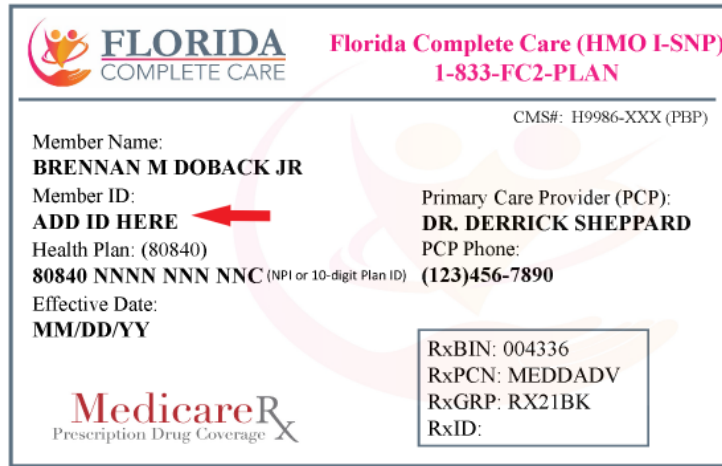 FLORIDA
COMPLETE CARE
Florida Complete Care (HMO I-SNP)
1-833-FC2-PLAN
CMS#: H9986-XXX (PBP)
Member Name:
BRENNAN M DOBACK JR
Member ID:
ADD ID HERE
Health Plan: (80840)
80840 NNNN NNN NNC (NPI or 10-digit Plan ID)
Effective Date:
MM/DD/YY
Primary Care Provider (PCP):
DR. DERRICK SHEPPARD
PCP Phone:
(123)456-7890
RxBIN: 004336
RxPCN: MEDDADV
RxGRP: RX21BK
RxID:
MedicareRx
Prescription Drug Coverage